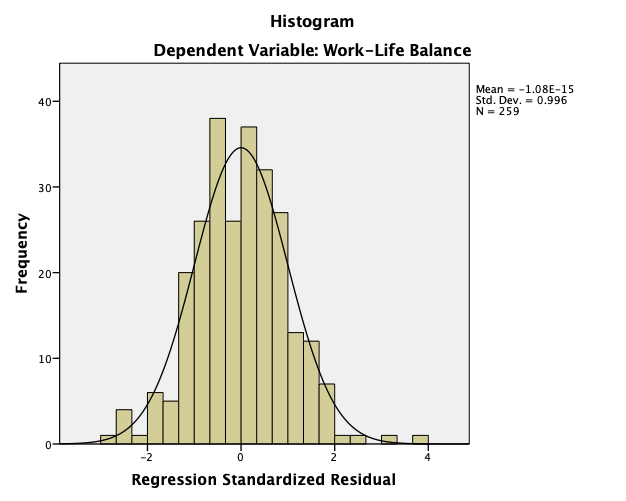 Histogram
Dependent Variable: Work-Life Balance
Mean = -1.08E-15
Std. Dev. = 0.996
N = 259
Frequency
40
30
20
10
0
-2
0
2
4
Regression Standardized Residual